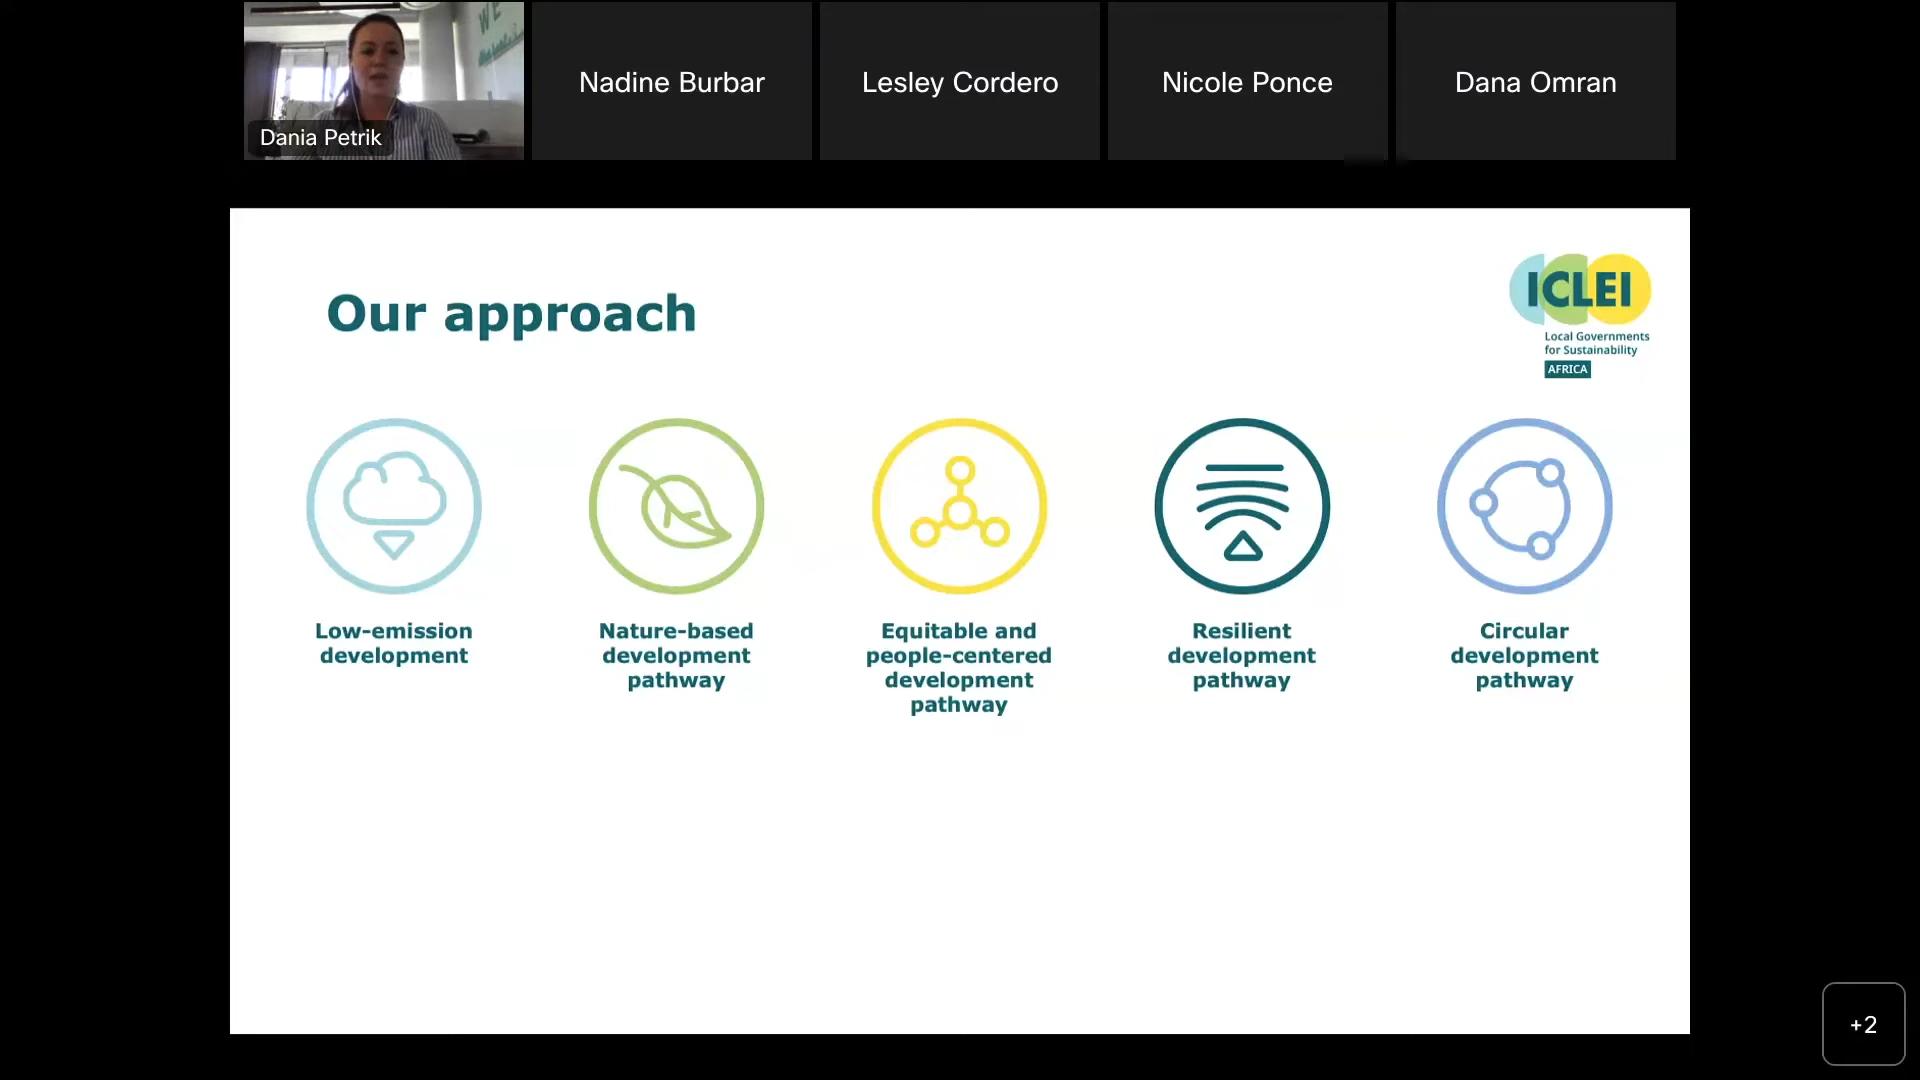 WE
Dania Petrik
Nadine Burbar
Lesley Cordero
Nicole Ponce
Dana Omran
Our approach
ICLEI
Local Governments
for Sustainability
AFRICA
Low-emission
development
Nature-based
development
pathway
Equitable and
people-centered
development
pathway
Resilient
development
pathway
Circular
development
pathway
+2